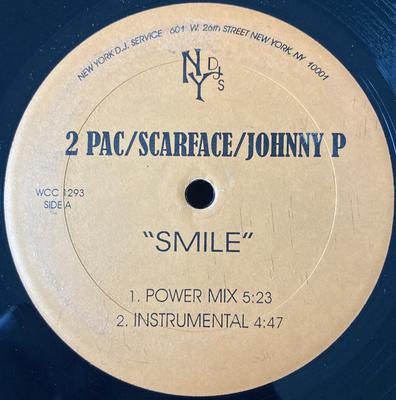 NEW YORK D.J. SERVICE 601 W. 26th STREET NEW YORK, NY 10001
NY DJs
2 PAC/SCARFACE/JOHNNY P
WCC 1293
SIDE A
"SMILE"
1. POWER MIX 5:23
2. INSTRUMENTAL 4:47